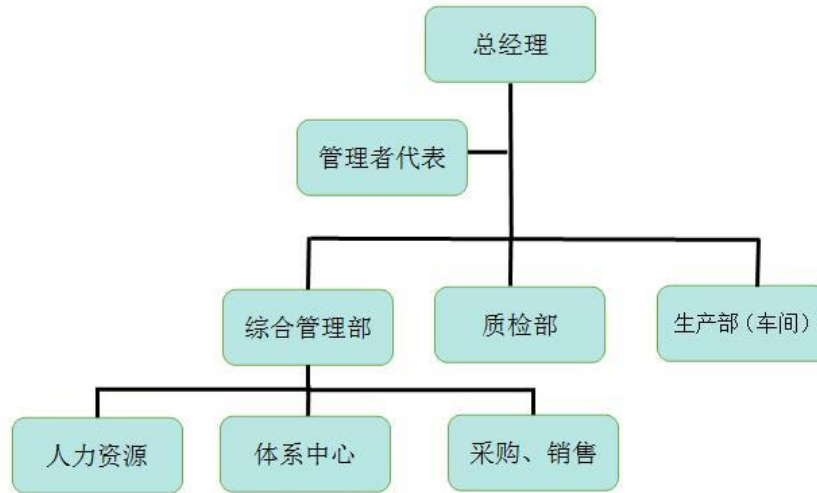 总经理
管理者代表
综合管理部
质检部
生产部（车间）
人力资源
体系中心
采购、销售